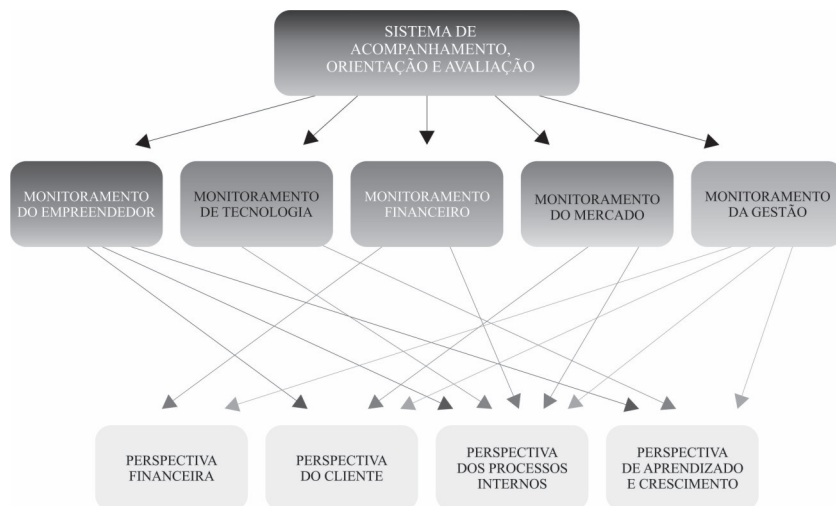 SISTEMA DE
ACOMPANHAMENTO,
ORIENTAÇÃO E AVALIAÇÃO
MONITORAMENTO
DO EMPREENDEDOR
MONITORAMENTO
DE TECNOLOGIA
MONITORAMENTO
FINANCEIRO
MONITORAMENTO
DO MERCADO
MONITORAMENTO
DA GESTÃO
PERSPECTIVA
FINANCEIRA
PERSPECTIVA
DO CLIENTE
PERSPECTIVA
DOS PROCESSOS
INTERNOS
PERSPECTIVA
DE APRENDIZADO
E CRESCIMENTO